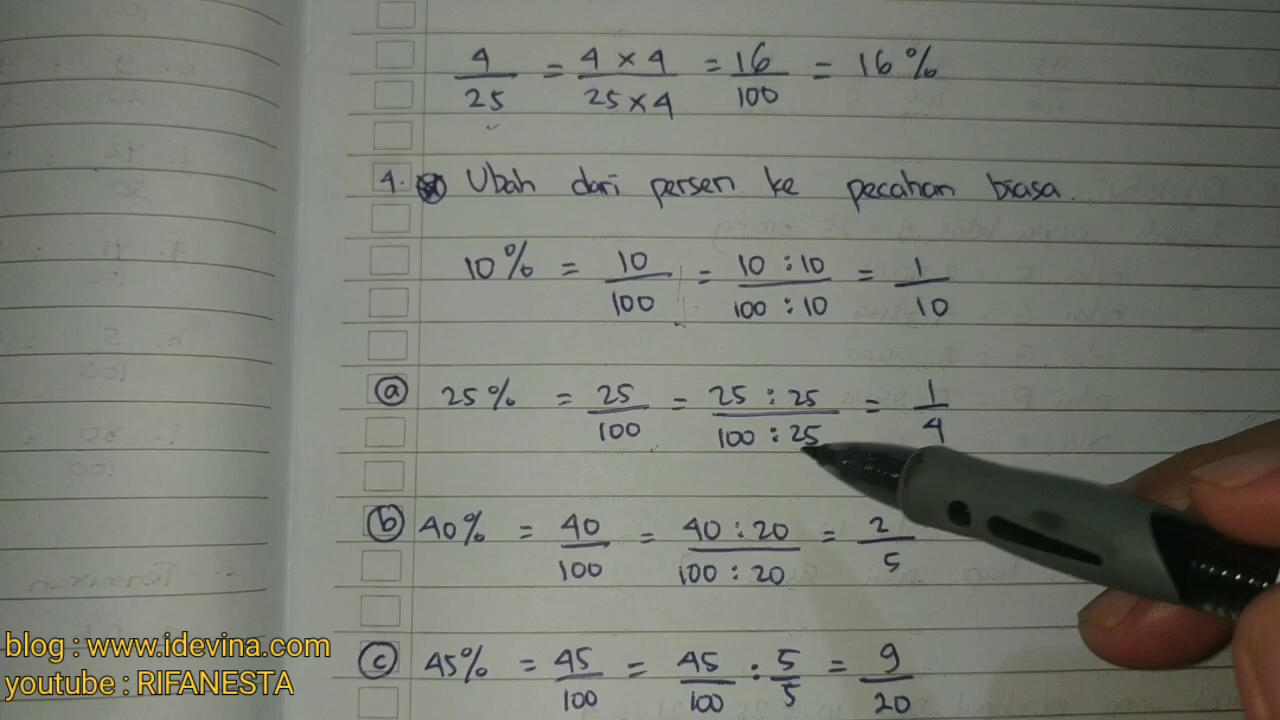 4/25 = 4 x 4/25 x 4 = 16/100 = 16%
4. Ubah dari persen ke pecahan biasa.
10% = 10/100 = 10 : 10/100 : 10 = 1/10
a 25% = 25/100 = 25 : 25/100 : 25 = 1/4
b 40% = 40/100 = 40 : 20/100 : 20 = 2/5
c 45% = 45/100 = 45/100 : 5/5 = 9/20
blog : www.idevina.com
youtube : RIFANESTA